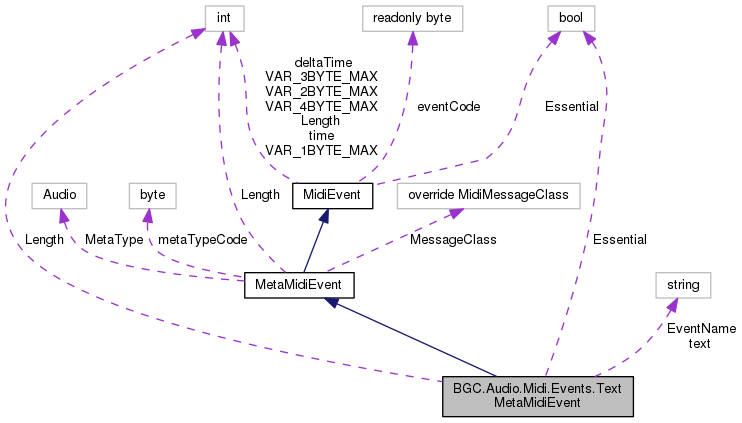 int
readonly byte
bool
deltaTime
VAR_3BYTE_MAX
VAR_2BYTE_MAX
VAR_4BYTE_MAX
Length
time
VAR_1BYTE_MAX
eventCode
Essential
Audio
byte
MidiEvent
override MidiMessageClass
Length
Length
MetaType
metaTypeCode
MessageClass
Essential
MetaMidiEvent
string
EventName
text
BGC.Audio.Midi.Events.Text
MetaMidiEvent